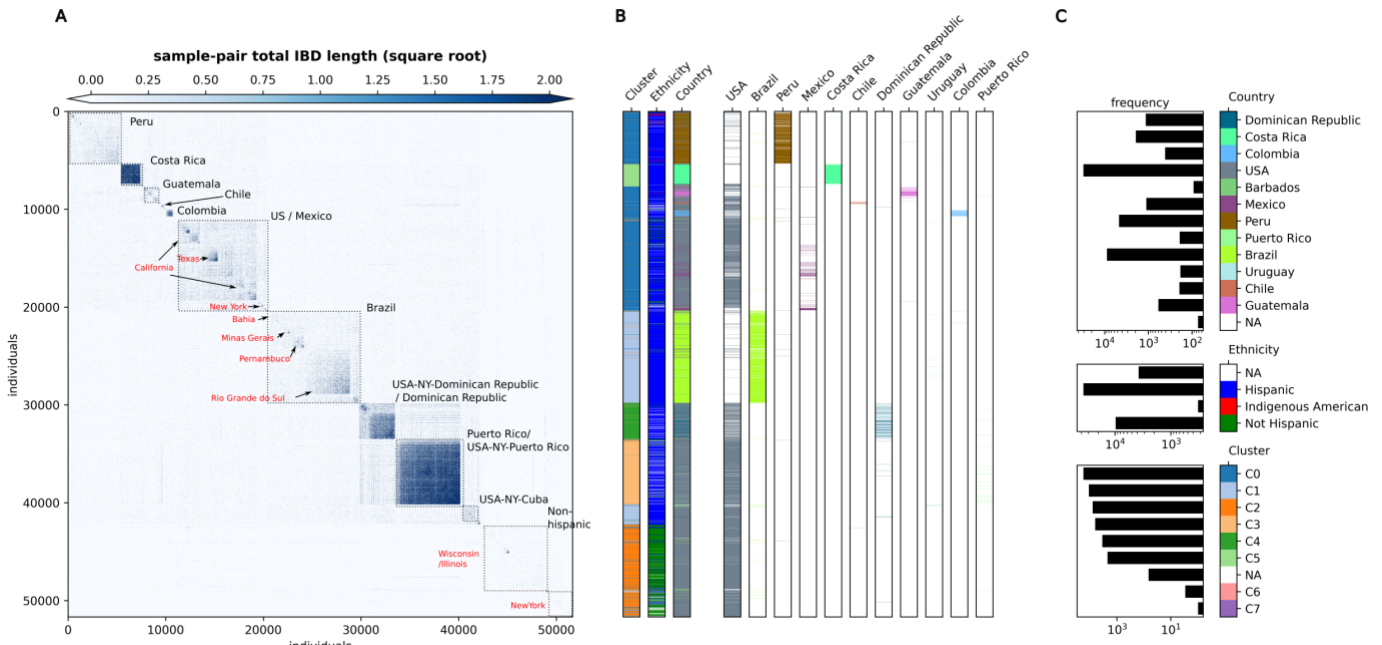 A
B
C
sample-pair total IBD length (square root)
0.00 0.25 0.50 0.75 1.00 1.25 1.50 1.75 2.00
0
10000
20000
30000
40000
50000
individuals
0 10000 20000 30000 40000 50000
individuals
Peru
Costa Rica
Guatemala
Chile
Colombia
US / Mexico
California
Texas
New York
Brazil
Bahia
Minas Gerais
Pernambuco
Rio Grande do Sul
USA-NY-Dominican Republic
/ Dominican Republic
Puerto Rico/
USA-NY-Puerto Rico
USA-NY-Cuba
Non-
hispanic
Wisconsin
/Illinois
NewYork
Cluster
Ethnicity
Country
USA
Brazil
Peru
Mexico
Costa Rica
Chile
Dominican Republic
Guatemala
Uruguay
Colombia
Puerto Rico
frequency
10⁴ 10³ 10²
Country
Dominican Republic
Costa Rica
Colombia
USA
Barbados
Mexico
Peru
Puerto Rico
Brazil
Uruguay
Chile
Guatemala
NA
10⁴ 10³
Ethnicity
NA
Hispanic
Indigenous American
Not Hispanic
10³ 10¹
Cluster
C0
C1
C2
C3
C4
C5
NA
C6
C7